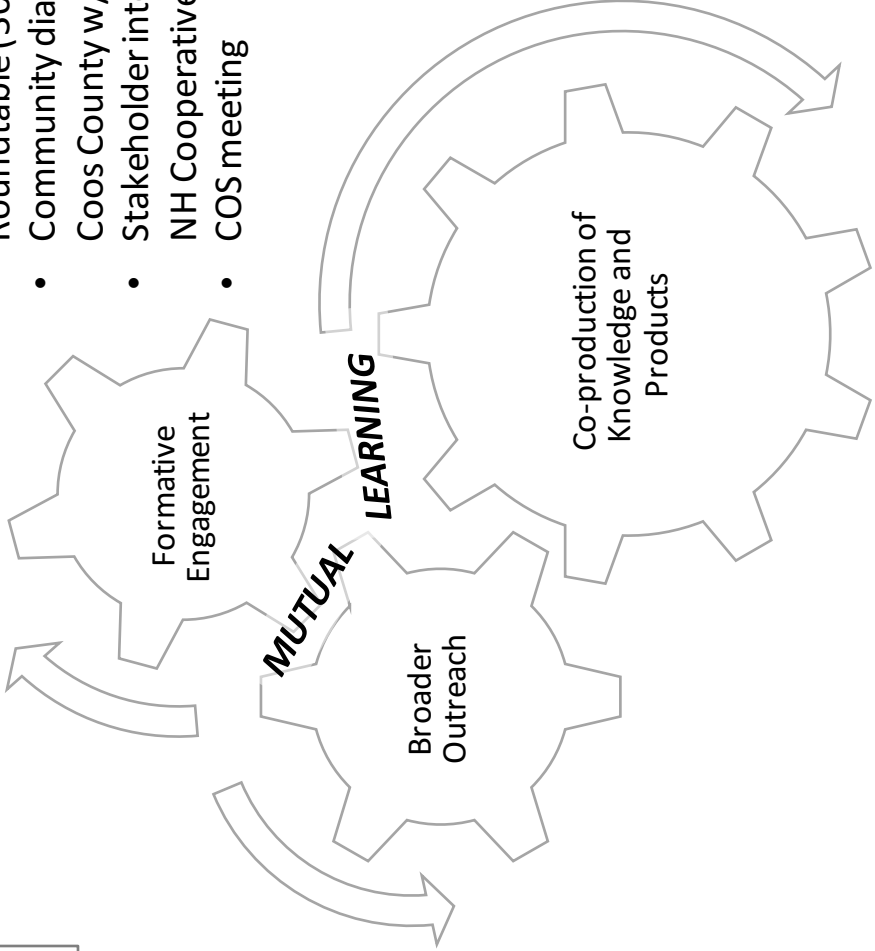 Roundtable
• Community dia
Coos County w/
• Stakeholder int
NH Cooperative
• COS meeting
Formative
Engagement
MUTUAL LEARNING
Broader
Outreach
Co-production of
Knowledge and
Products